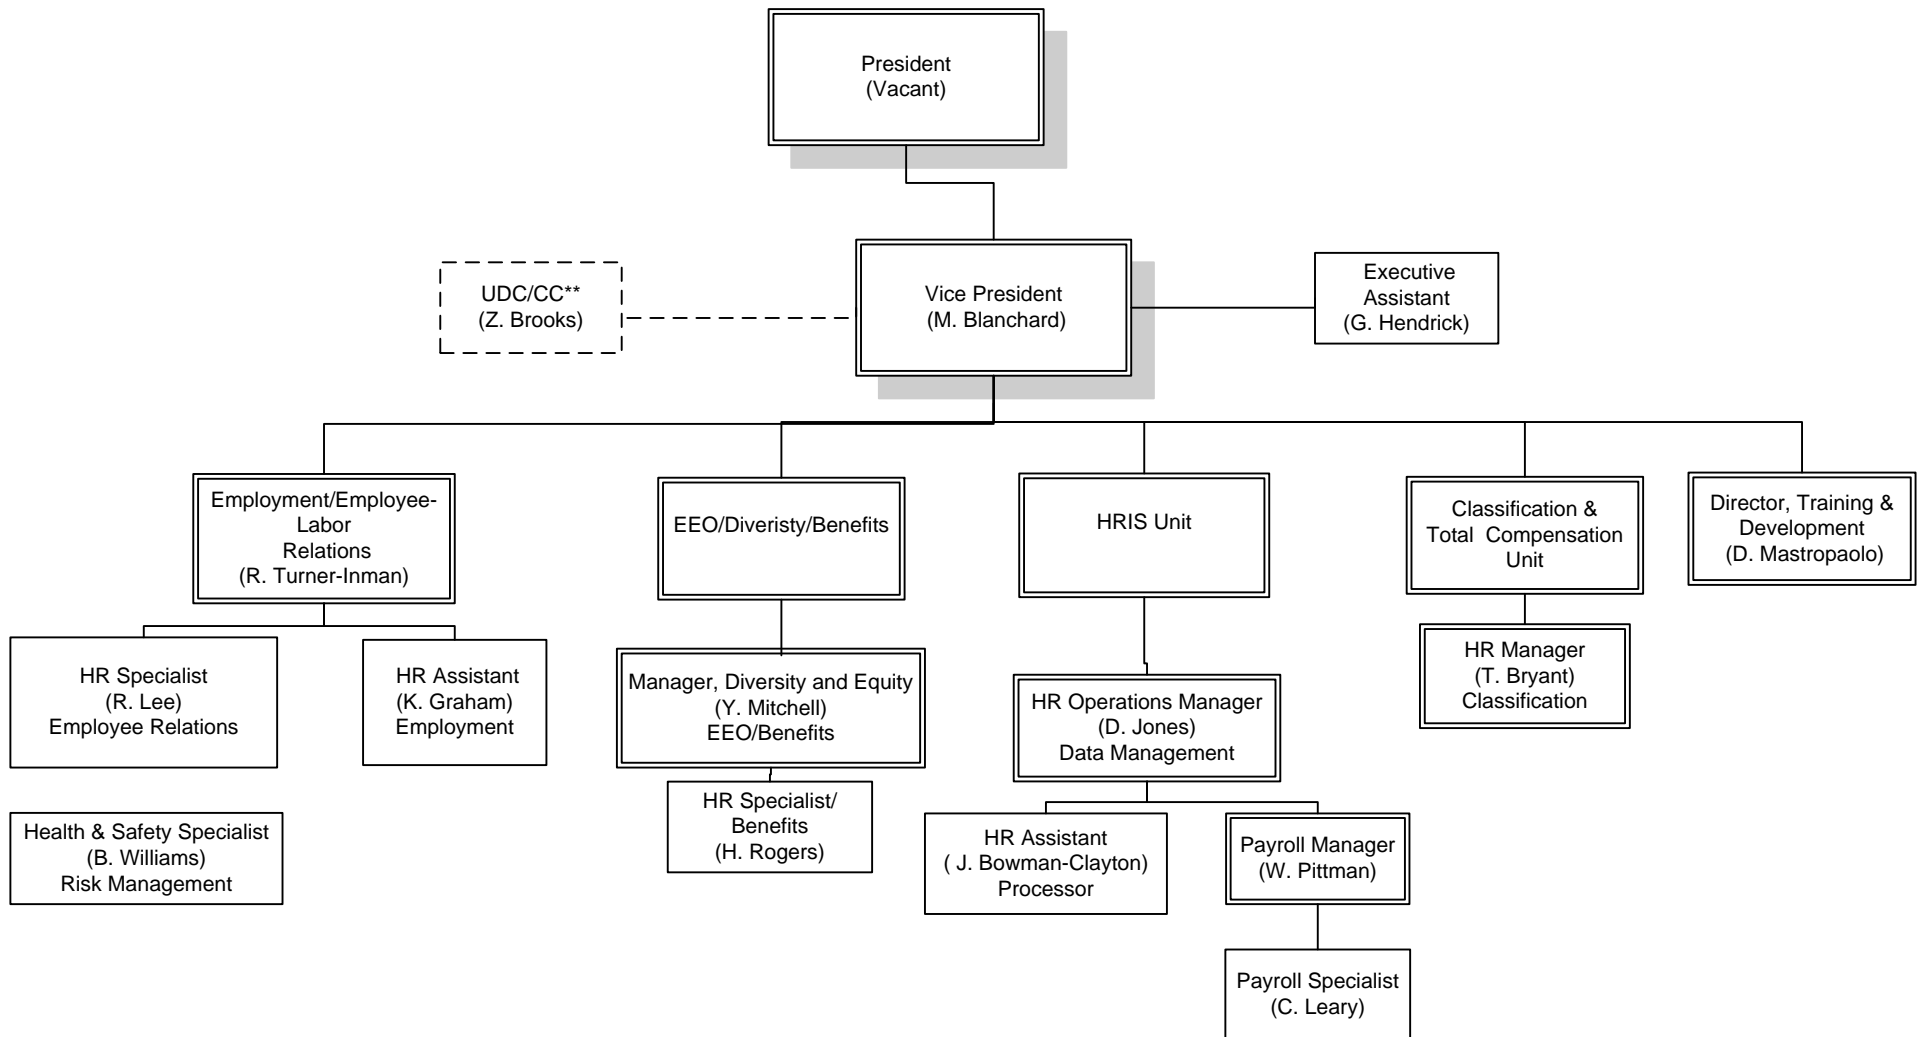 President
(Vacant)
UDC/CC**
(Z. Brooks)
Vice President
(M. Blanchard)
Executive
Assistant
(G. Hendrick)
Employment/Employee-
Labor
Relations
(R. Turner-Inman)
EEO/Diveristy/Benefits
HRIS Unit
Classification &
Total Compensation
Unit
Director, Training &
Development
(D. Mastropaolo)
HR Specialist
(R. Lee)
Employee Relations
HR Assistant
(K. Graham)
Employment
Manager, Diversity and Equity
(Y. Mitchell)
EEO/Benefits
HR Operations Manager
(D. Jones)
Data Management
HR Manager
(T. Bryant)
Classification
Health & Safety Specialist
(B. Williams)
Risk Management
HR Specialist/
Benefits
(H. Rogers)
HR Assistant
( J. Bowman-Clayton)
Processor
Payroll Manager
(W. Pittman)
Payroll Specialist
(C. Leary)